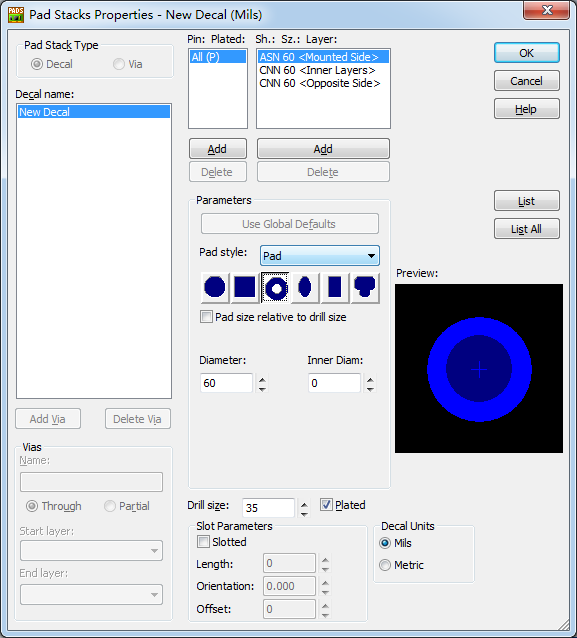 PADS
Pad Stacks Properties - New Decal (Mils)
Pad Stack Type
Decal
Via
Decal name:
New Decal
Add Via
Delete Via
Vias
Name:
Through
Partial
Start layer:
End layer:
Pin: Plated:
All (P)
Add
Delete
Sh.: Sz.: Layer:
ASN 60 <Mounted Side>
CNN 60 <Inner Layers>
CNN 60 <Opposite Side>
Add
Delete
Parameters
Use Global Defaults
Pad style:
Pad
Pad size relative to drill size
Diameter:
60
Inner Diam:
0
Drill size:
35
Plated
Slot Parameters
Slotted
Length:
0
Orientation:
0.000
Offset:
0
Decal Units
Mils
Metric
OK
Cancel
Help
List
List All
Preview: